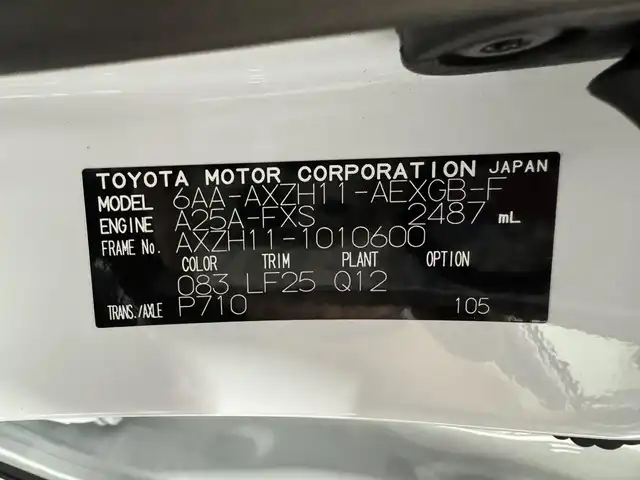 TOYOTA MOTOR CORPORATION JAPAN
MODEL 6AA-AXZH11-AEXGB-F
ENGINE A25A-FXS 2487 mL
FRAME No. AXZH11-1010600
COLOR TRIM PLANT OPTION
083 LF25 Q12
TRANS./AXLE P710 105